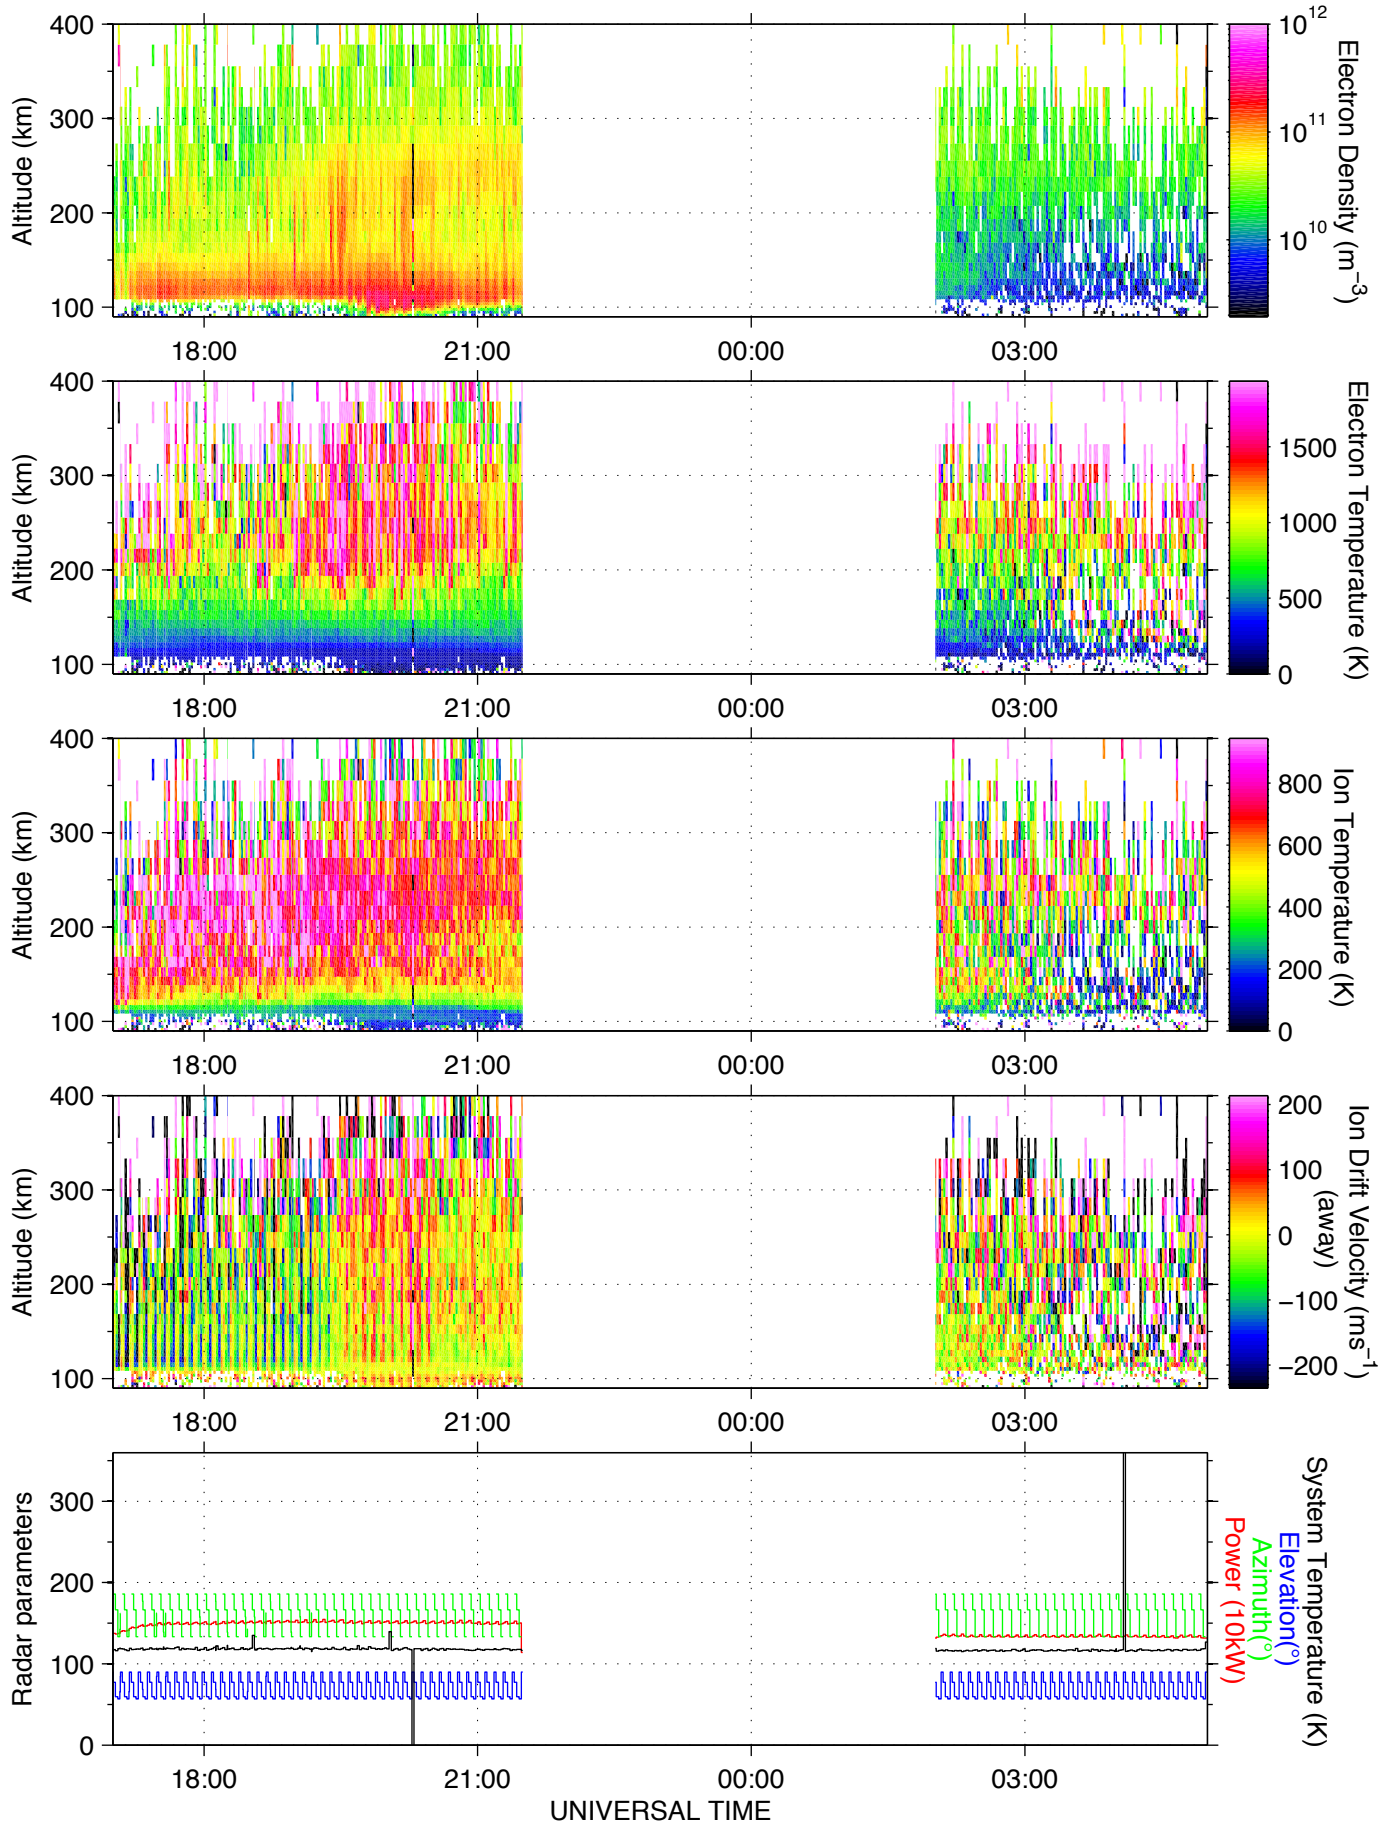 400
300
200
100
Altitude (km)
18:00 21:00 00:00 03:00
10^12
10^11
10^10
Electron Density (m^−3)
400
300
200
100
Altitude (km)
18:00 21:00 00:00 03:00
1500
1000
500
0
Electron Temperature (K)
400
300
200
100
Altitude (km)
18:00 21:00 00:00 03:00
800
600
400
200
0
Ion Temperature (K)
400
300
200
100
Altitude (km)
18:00 21:00 00:00 03:00
200
100
0
−100
−200
Ion Drift Velocity (ms^−1)
(away)
300
200
100
0
Radar parameters
18:00 21:00 00:00 03:00
System Temperature (K)
Elevation(°)
Azimuth(°)
Power (10kW)
UNIVERSAL TIME